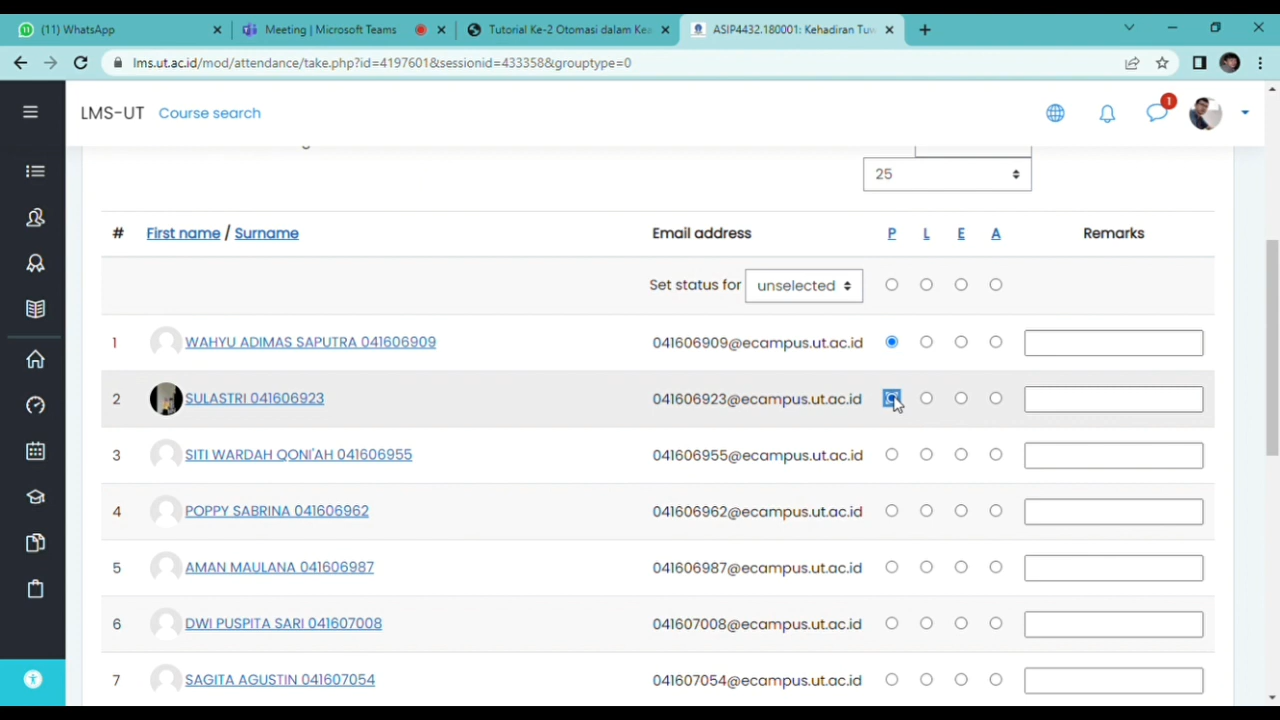 (11) WhatsApp
Meeting | Microsoft Teams
Tutorial Ke-2 Otomasi dalam Kea
ASIP4432.180001: Kehadiran Tuw
lms.ut.ac.id/mod/attendance/take.php?id=4197601&sessionid=433358&grouptype=0
LMS-UT Course search
1
25
# First name / Surname Email address P L E A Remarks
Set status for unselected
1 WAHYU ADIMAS SAPUTRA 041606909 041606909@ecampus.ut.ac.id
2 SULASTRI 041606923 041606923@ecampus.ut.ac.id
3 SITI WARDAH QONI'AH 041606955 041606955@ecampus.ut.ac.id
4 POPPY SABRINA 041606962 041606962@ecampus.ut.ac.id
5 AMAN MAULANA 041606987 041606987@ecampus.ut.ac.id
6 DWI PUSPITA SARI 041607008 041607008@ecampus.ut.ac.id
7 SAGITA AGUSTIN 041607054 041607054@ecampus.ut.ac.id